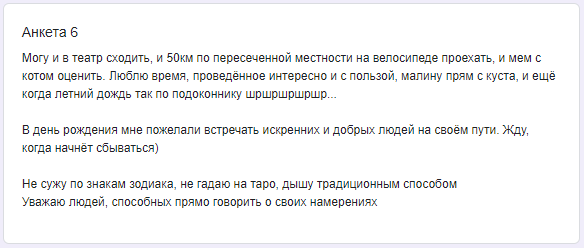 Анкета 6
Могу и в театр сходить, и 50км по пересеченной местности на велосипеде проехать, и мем с
котом оценить. Люблю время, проведённое интересно и с пользой, малину прям с куста, и ещё
когда летний дождь так по подоконнику шршршршршр...
В день рождения мне пожелали встречать искренних и добрых людей на своём пути. Жду,
когда начнёт сбываться)
Не сужу по знакам зодиака, не гадаю на таро, дышу традиционным способом
Уважаю людей, способных прямо говорить о своих намерениях